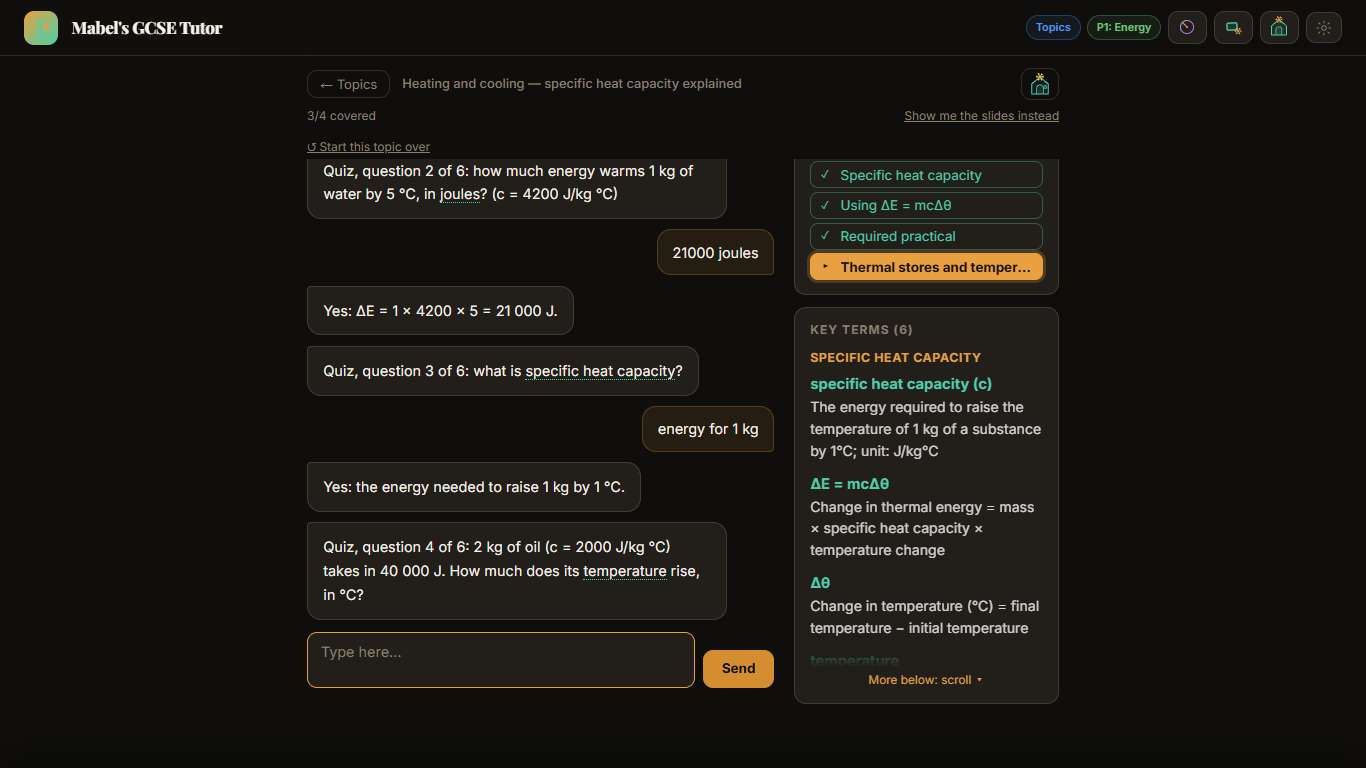 Mabel's GCSE Tutor
Topics
P1: Energy
← Topics
Heating and cooling — specific heat capacity explained
3/4 covered
Show me the slides instead
↺ Start this topic over
Quiz, question 2 of 6: how much energy warms 1 kg of
water by 5 °C, in joules? (c = 4200 J/kg °C)
21000 joules
Yes: ΔE = 1 × 4200 × 5 = 21 000 J.
Quiz, question 3 of 6: what is specific heat capacity?
energy for 1 kg
Yes: the energy needed to raise 1 kg by 1 °C.
Quiz, question 4 of 6: 2 kg of oil (c = 2000 J/kg °C)
takes in 40 000 J. How much does its temperature rise,
in °C?
Type here...
Send
✓ Specific heat capacity
✓ Using ΔE = mcΔθ
✓ Required practical
▸ Thermal stores and temper...
KEY TERMS (6)
SPECIFIC HEAT CAPACITY
specific heat capacity (c)
The energy required to raise the
temperature of 1 kg of a substance
by 1°C; unit: J/kg°C
ΔE = mcΔθ
Change in thermal energy = mass
× specific heat capacity ×
temperature change
Δθ
Change in temperature (°C) = final
temperature − initial temperature
temperature
More below: scroll ▾